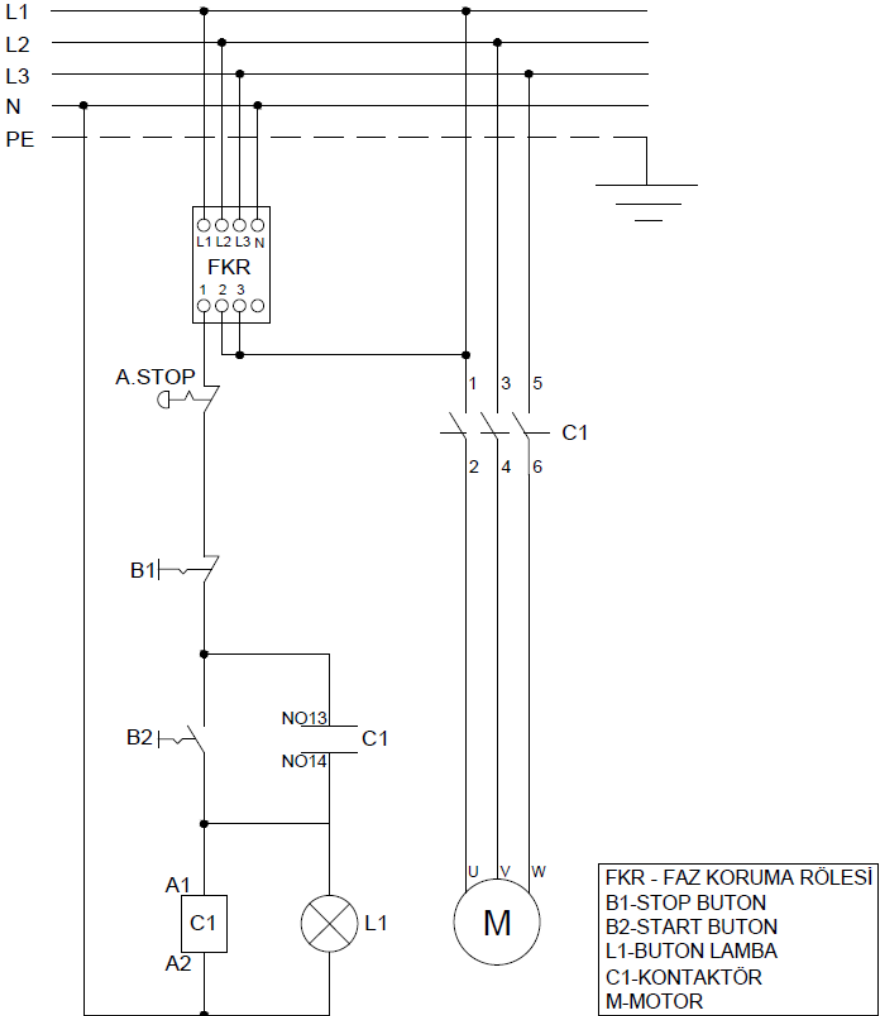 L1
L2
L3
N
PE
L1 L2 L3 N
FKR
1 2 3
A.STOP
1 3 5
C1
2 4 6
B1
NO13
B2
C1
NO14
U V W
A1
C1
L1
M
A2
FKR - FAZ KORUMA RÖLESİ
B1-STOP BUTON
B2-START BUTON
L1-BUTON LAMBA
C1-KONTAKTÖR
M-MOTOR